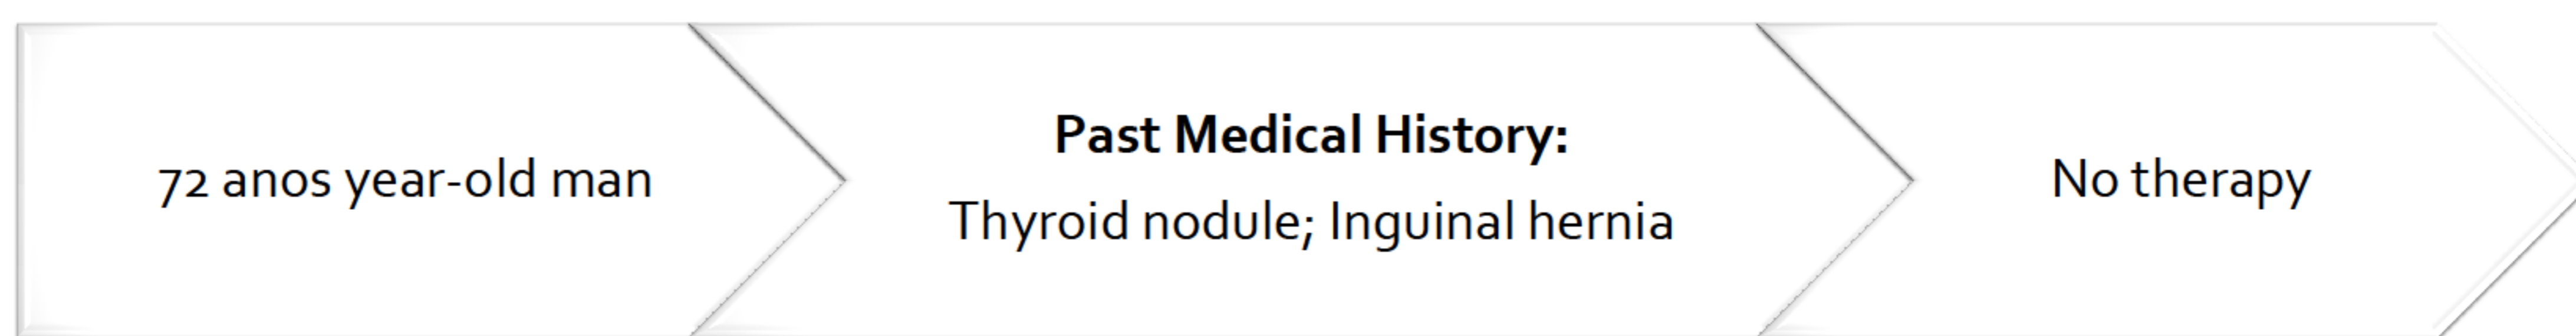 72 anos year-old man
Past Medical History:
Thyroid nodule; Inguinal hernia
No therapy